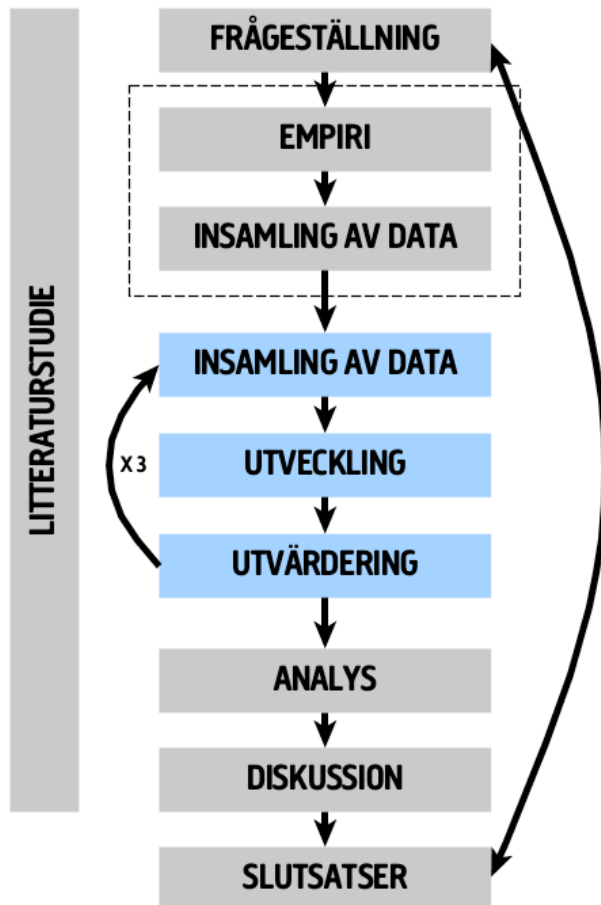 FRÅGESTÄLLNING
EMPIRI
INSAMLING AV DATA
LITTERATURSTUDIE
INSAMLING AV DATA
X 3
UTVECKLING
UTVÄRDERING
ANALYS
DISKUSSION
SLUTSATSER